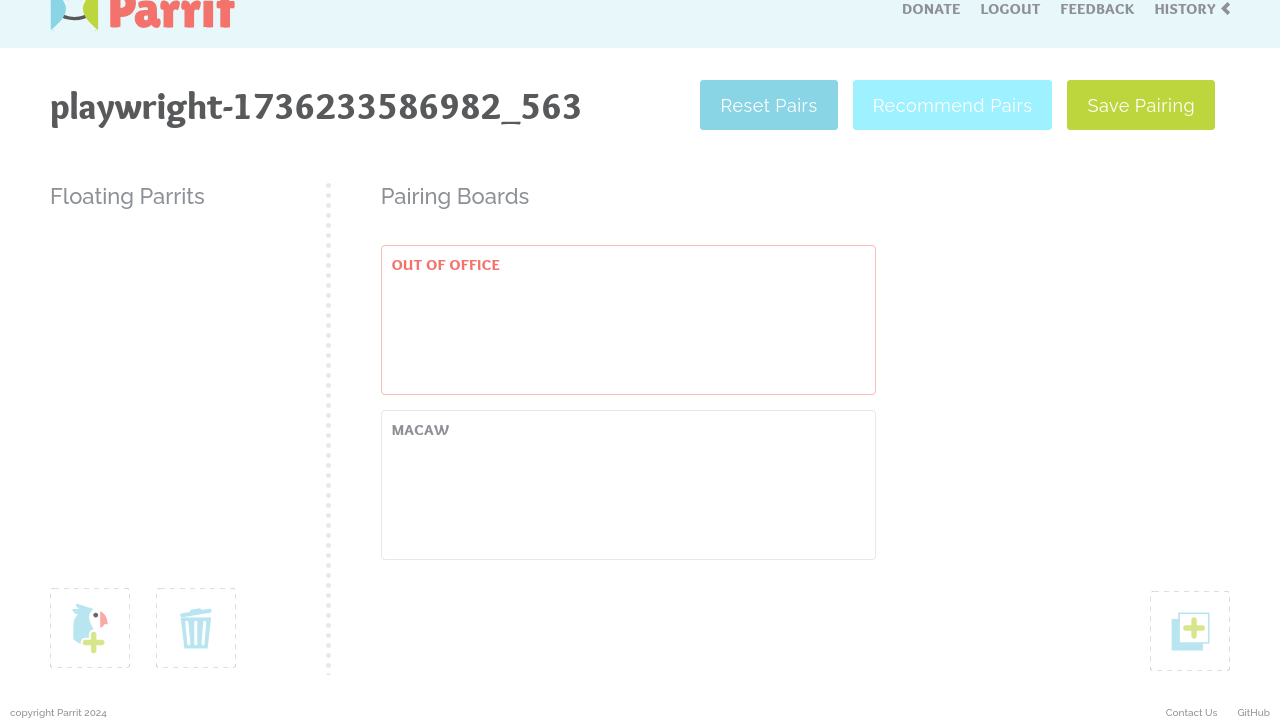 Parrit
DONATE LOGOUT FEEDBACK HISTORY
playwright-1736233586982_563
Reset Pairs
Recommend Pairs
Save Pairing
Floating Parrits
Pairing Boards
OUT OF OFFICE
MACAW
copyright Parrit 2024
Contact Us
GitHub